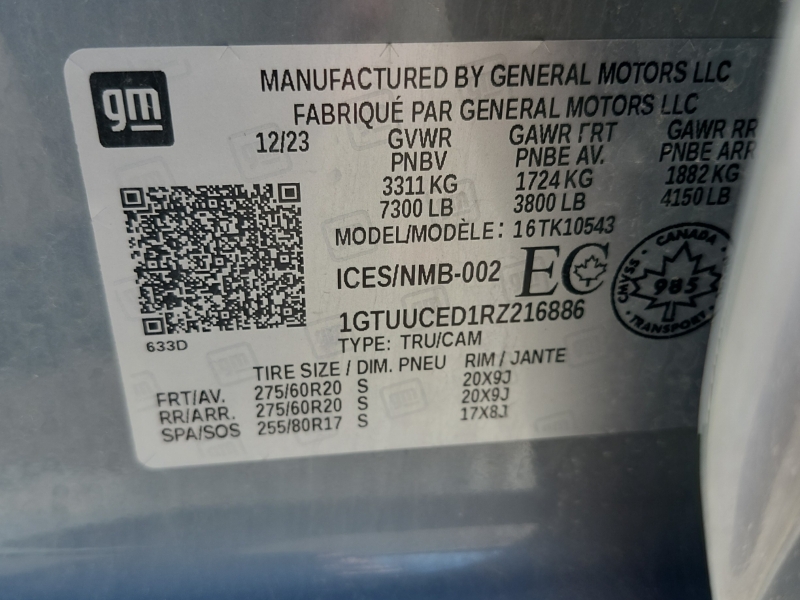 gm
MANUFACTURED BY GENERAL MOTORS LLC
FABRIQUÉ PAR GENERAL MOTORS LLC
12/23
GVWR GAWR FRT GAWR RR
PNBV PNBE AV. PNBE ARR
3311 KG 1724 KG 1882 KG
7300 LB 3800 LB 4150 LB
MODEL/MODÈLE: 16TK10543
ICES/NMB-002 EC
CANADA
CMVSS 985 NSVAC
TRANSPORT
1GTUUCED1RZ216886
TYPE: TRU/CAM
633D
TIRE SIZE / DIM. PNEU RIM / JANTE
FRT/AV. 275/60R20 S 20X9J
RR/ARR. 275/60R20 S 20X9J
SPA/SOS 255/80R17 S 17X8J